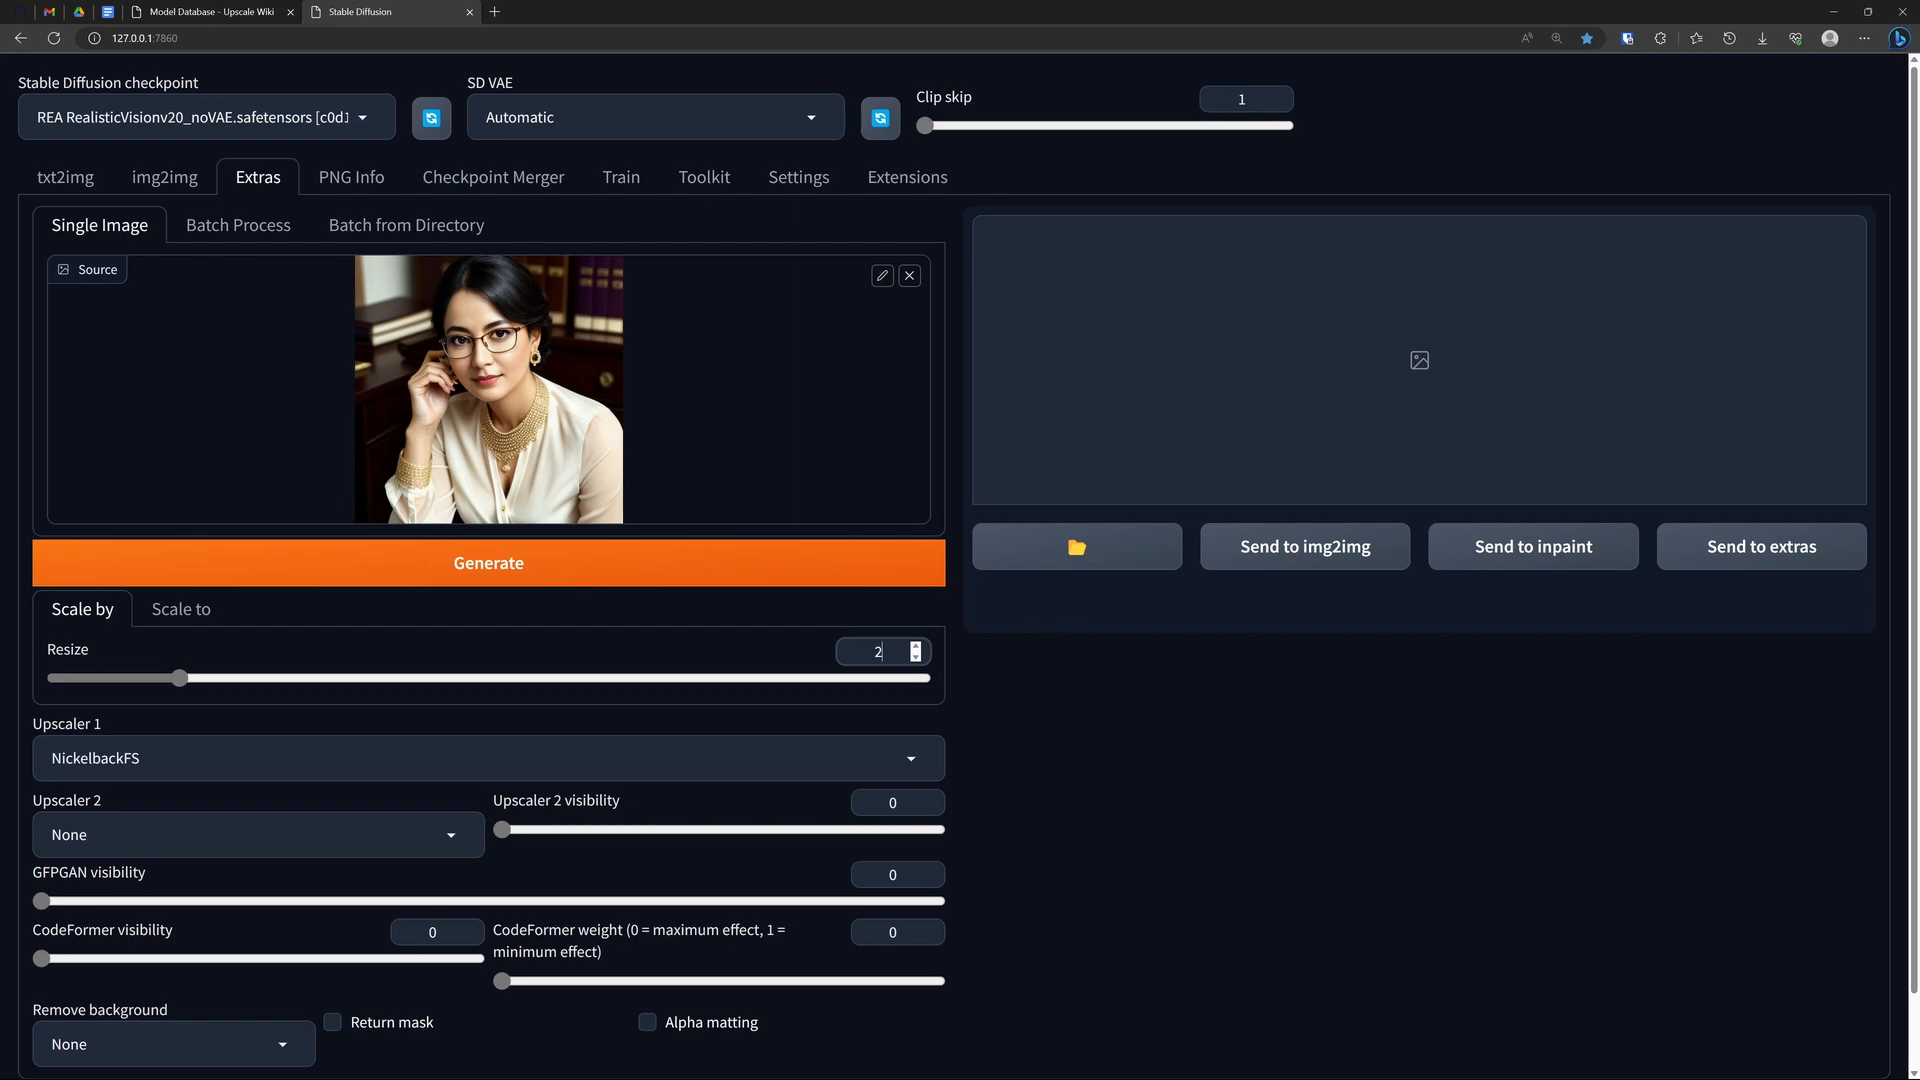 Model Database - Upscale Wiki
Stable Diffusion
127.0.0.1:7860
Stable Diffusion checkpoint
SD VAE
Clip skip
1
REA RealisticVisionv20_noVAE.safetensors [c0d1
Automatic
txt2img
img2img
Extras
PNG Info
Checkpoint Merger
Train
Toolkit
Settings
Extensions
Single Image
Batch Process
Batch from Directory
Source
Generate
Send to img2img
Send to inpaint
Send to extras
Scale by
Scale to
Resize
2
Upscaler 1
NickelbackFS
Upscaler 2
Upscaler 2 visibility
0
None
GFPGAN visibility
0
CodeFormer visibility
0
CodeFormer weight (0 = maximum effect, 1 =
minimum effect)
0
Remove background
Return mask
Alpha matting
None